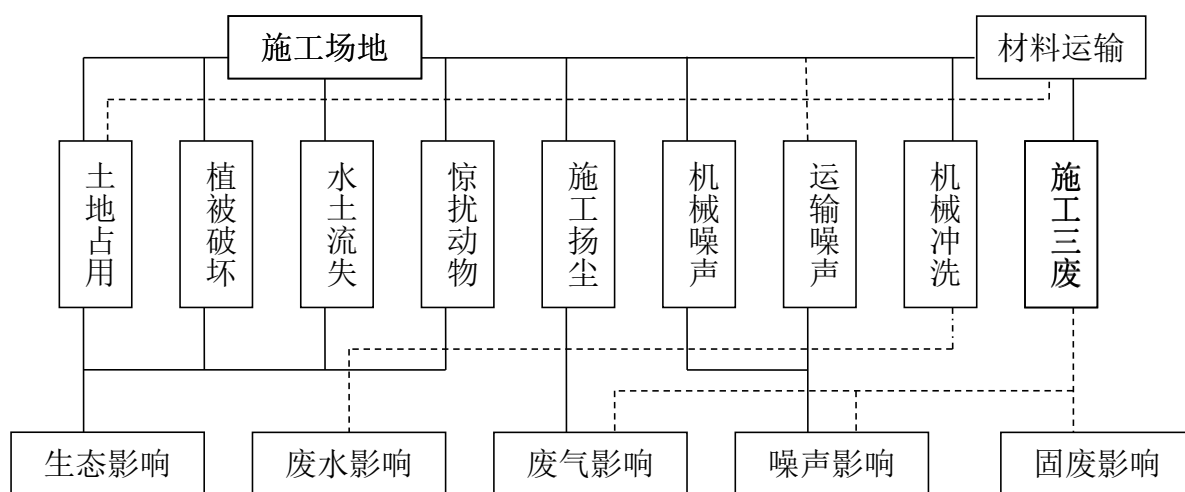 施工场地
材料运输
土地占用
植被破坏
水土流失
惊扰动物
施工扬尘
机械噪声
运输噪声
机械冲洗
施工三废
生态影响
废水影响
废气影响
噪声影响
固废影响